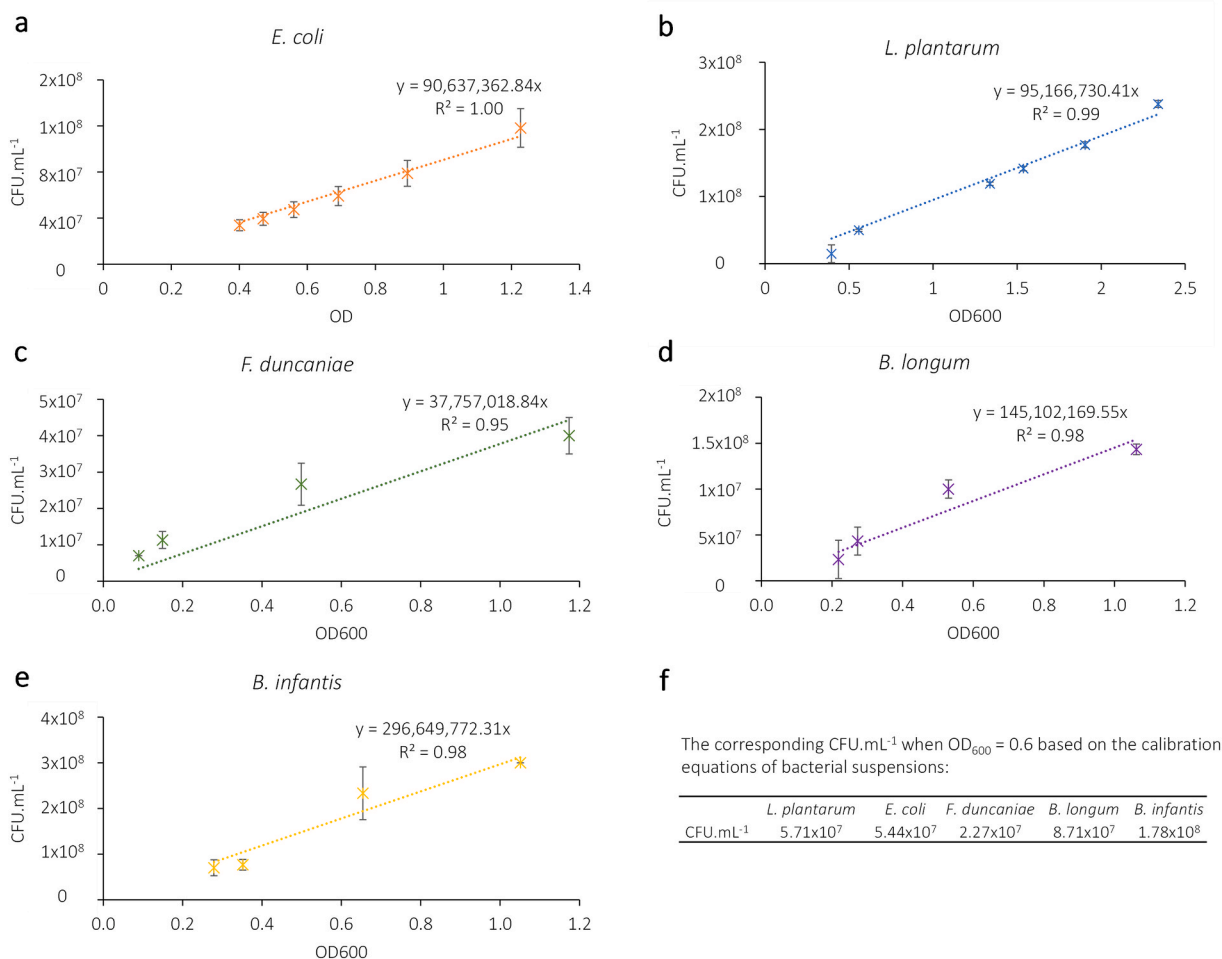 a
E. coli
y = 90,637,362.84x
R² = 1.00
CFU.mL⁻¹
2x10⁸
1x10⁸
8x10⁷
4x10⁷
0
0 0.2 0.4 0.6 0.8 1 1.2 1.4
OD
b
L. plantarum
y = 95,166,730.41x
R² = 0.99
CFU.mL⁻¹
3x10⁸
2x10⁸
1x10⁸
0
0 0.5 1 1.5 2 2.5
OD600
c
F. duncaniae
y = 37,757,018.84x
R² = 0.95
CFU.mL⁻¹
5x10⁷
4x10⁷
3x10⁷
2x10⁷
1x10⁷
0
0.0 0.2 0.4 0.6 0.8 1.0 1.2
OD600
d
B. longum
y = 145,102,169.55x
R² = 0.98
CFU.mL⁻¹
2x10⁸
1.5x10⁸
1x10⁷
5x10⁷
0
0.0 0.2 0.4 0.6 0.8 1.0 1.2
OD600
e
B. infantis
y = 296,649,772.31x
R² = 0.98
CFU.mL⁻¹
4x10⁸
3x10⁸
2x10⁸
1x10⁸
0
0.0 0.2 0.4 0.6 0.8 1.0 1.2
OD600
f
The corresponding CFU.mL⁻¹ when OD₆₀₀ = 0.6 based on the calibration
equations of bacterial suspensions:
L. plantarum E. coli F. duncaniae B. longum B. infantis
CFU.mL⁻¹ 5.71x10⁷ 5.44x10⁷ 2.27x10⁷ 8.71x10⁷ 1.78x10⁸